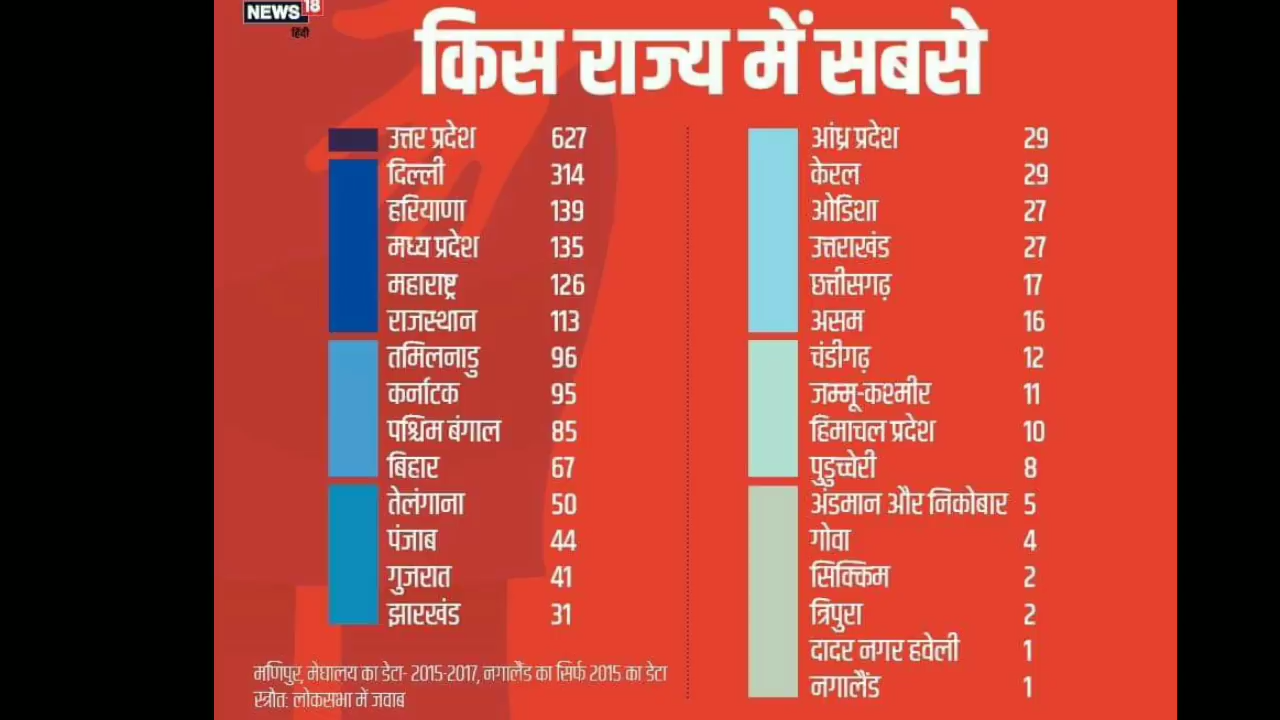 NEWS 18
हिंदी
किस राज्य में सबसे
उत्तर प्रदेश 627
दिल्ली 314
हरियाणा 139
मध्य प्रदेश 135
महाराष्ट्र 126
राजस्थान 113
तमिलनाडु 96
कर्नाटक 95
पश्चिम बंगाल 85
बिहार 67
तेलंगाना 50
पंजाब 44
गुजरात 41
झारखंड 31
आंध्र प्रदेश 29
केरल 29
ओडिशा 27
उत्तराखंड 27
छत्तीसगढ़ 17
असम 16
चंडीगढ़ 12
जम्मू-कश्मीर 11
हिमाचल प्रदेश 10
पुडुच्चेरी 8
अंडमान और निकोबार 5
गोवा 4
सिक्किम 2
त्रिपुरा 2
दादर नगर हवेली 1
नगालैंड 1
मणिपुर, मेघालय का डेटा- 2015-2017, नगालैंड का सिर्फ 2015 का डेटा
स्त्रौत: लोकसभा में जवाब